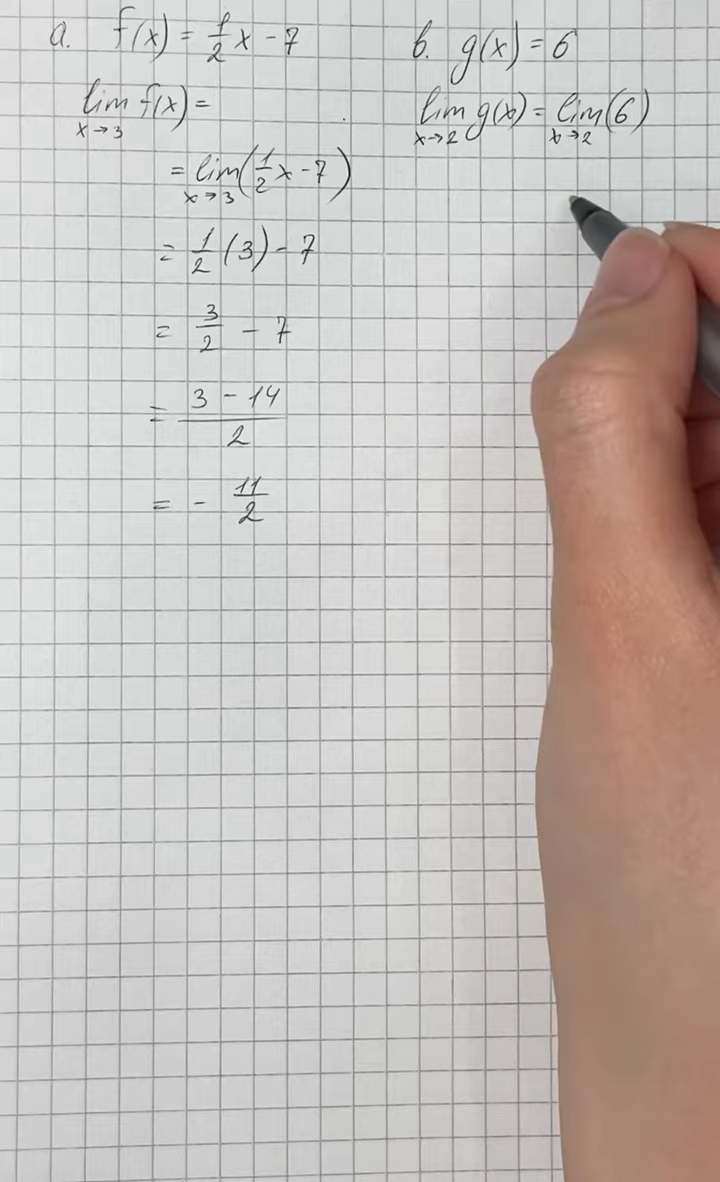 a. f(x) = 1/2 x - 7
lim x→3 f(x) =
= lim x→3 (1/2 x - 7)
= 1/2 (3) - 7
= 3/2 - 7
= (3 - 14)/2
= - 11/2
b. g(x) = 6
lim x→2 g(x) = lim x→2 (6)